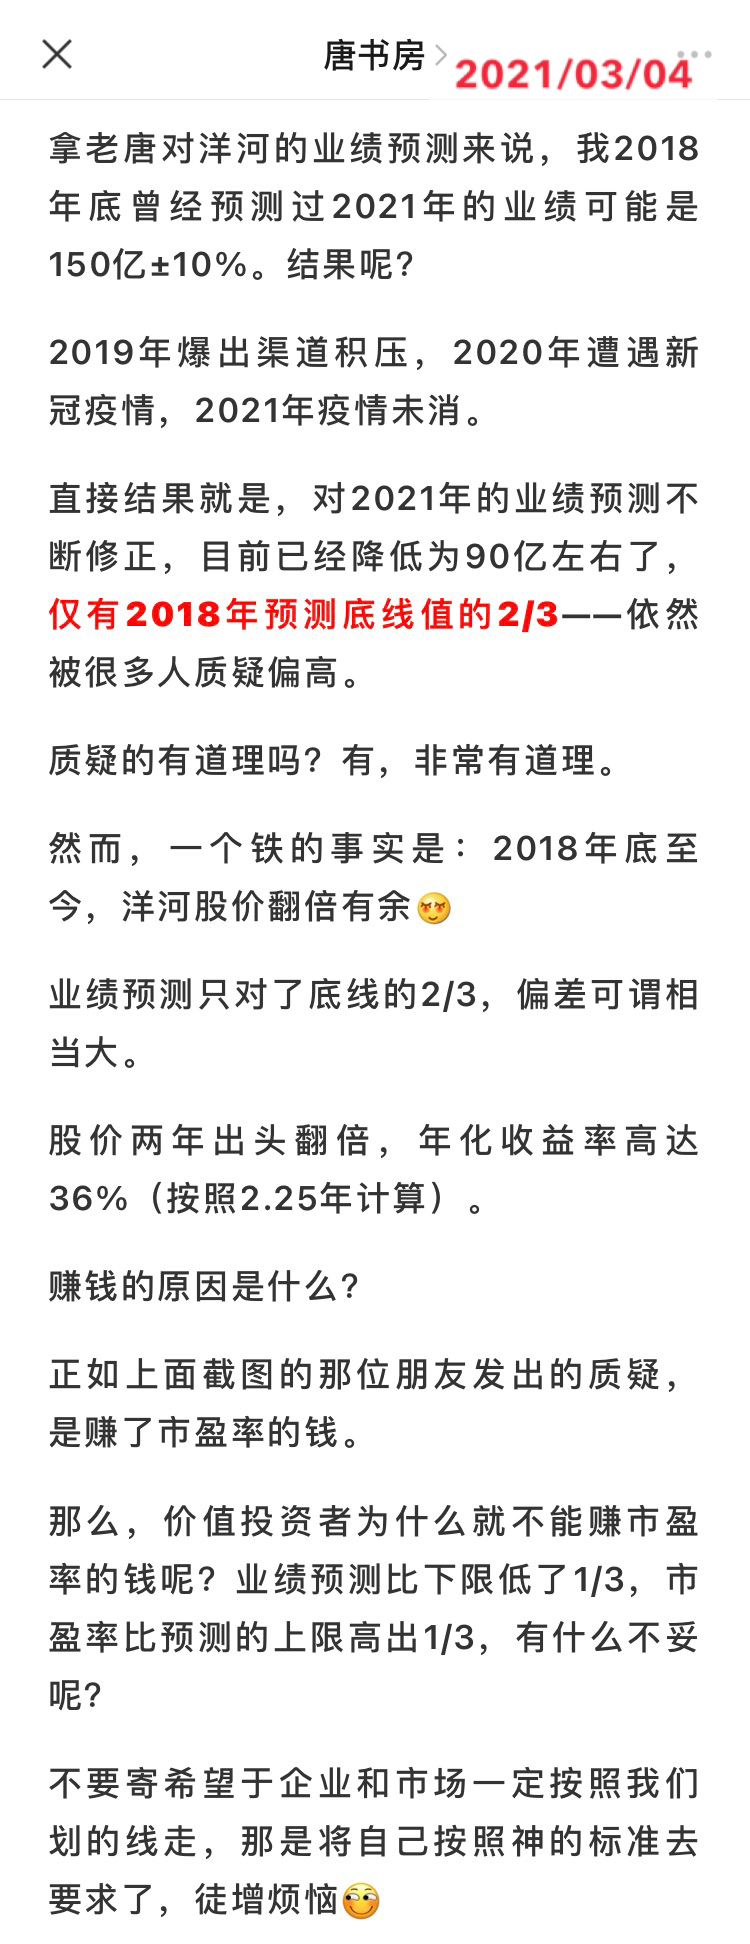 唐书房
2021/03/04
拿老唐对洋河的业绩预测来说，我2018
年底曾经预测过2021年的业绩可能是
150亿±10%。结果呢？
2019年爆出渠道积压，2020年遭遇新
冠疫情，2021年疫情未消。
直接结果就是，对2021年的业绩预测不
断修正，目前已经降低为90亿左右了，
仅有2018年预测底线值的2/3——依然
被很多人质疑偏高。
质疑的有道理吗？有，非常有道理。
然而，一个铁的事实是：2018年底至
今，洋河股价翻倍有余
业绩预测只对了底线的2/3，偏差可谓相
当大。
股价两年出头翻倍，年化收益率高达
36%（按照2.25年计算）。
赚钱的原因是什么？
正如上面截图的那位朋友发出的质疑，
是赚了市盈率的钱。
那么，价值投资者为什么就不能赚市盈
率的钱呢？业绩预测比下限低了1/3，市
盈率比预测的上限高出1/3，有什么不妥
呢？
不要寄希望于企业和市场一定按照我们
划的线走，那是将自己按照神的标准去
要求了，徒增烦恼